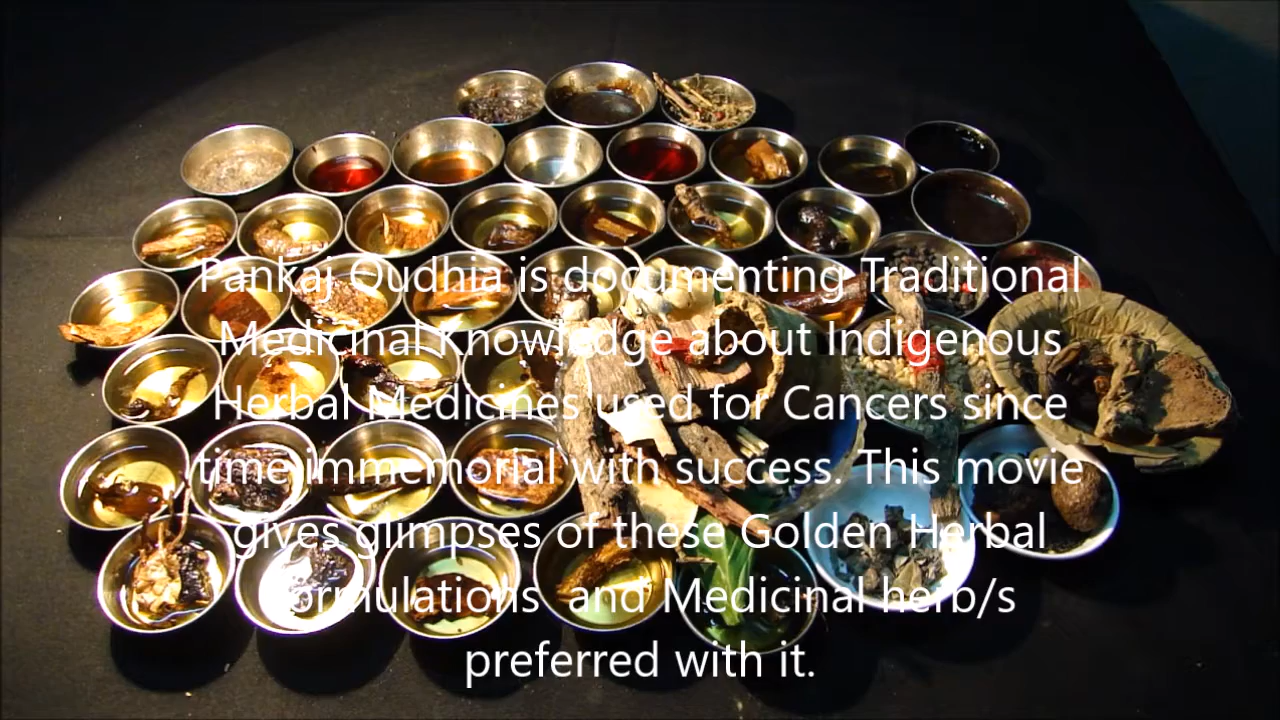 Pankaj Oudhia is documenting Traditional
Medicinal Knowledge about Indigenous
Herbal Medicines used for Cancers since
time immemorial with success. This movie
gives glimpses of these Golden Herbal
Formulations and Medicinal herb/s
preferred with it.